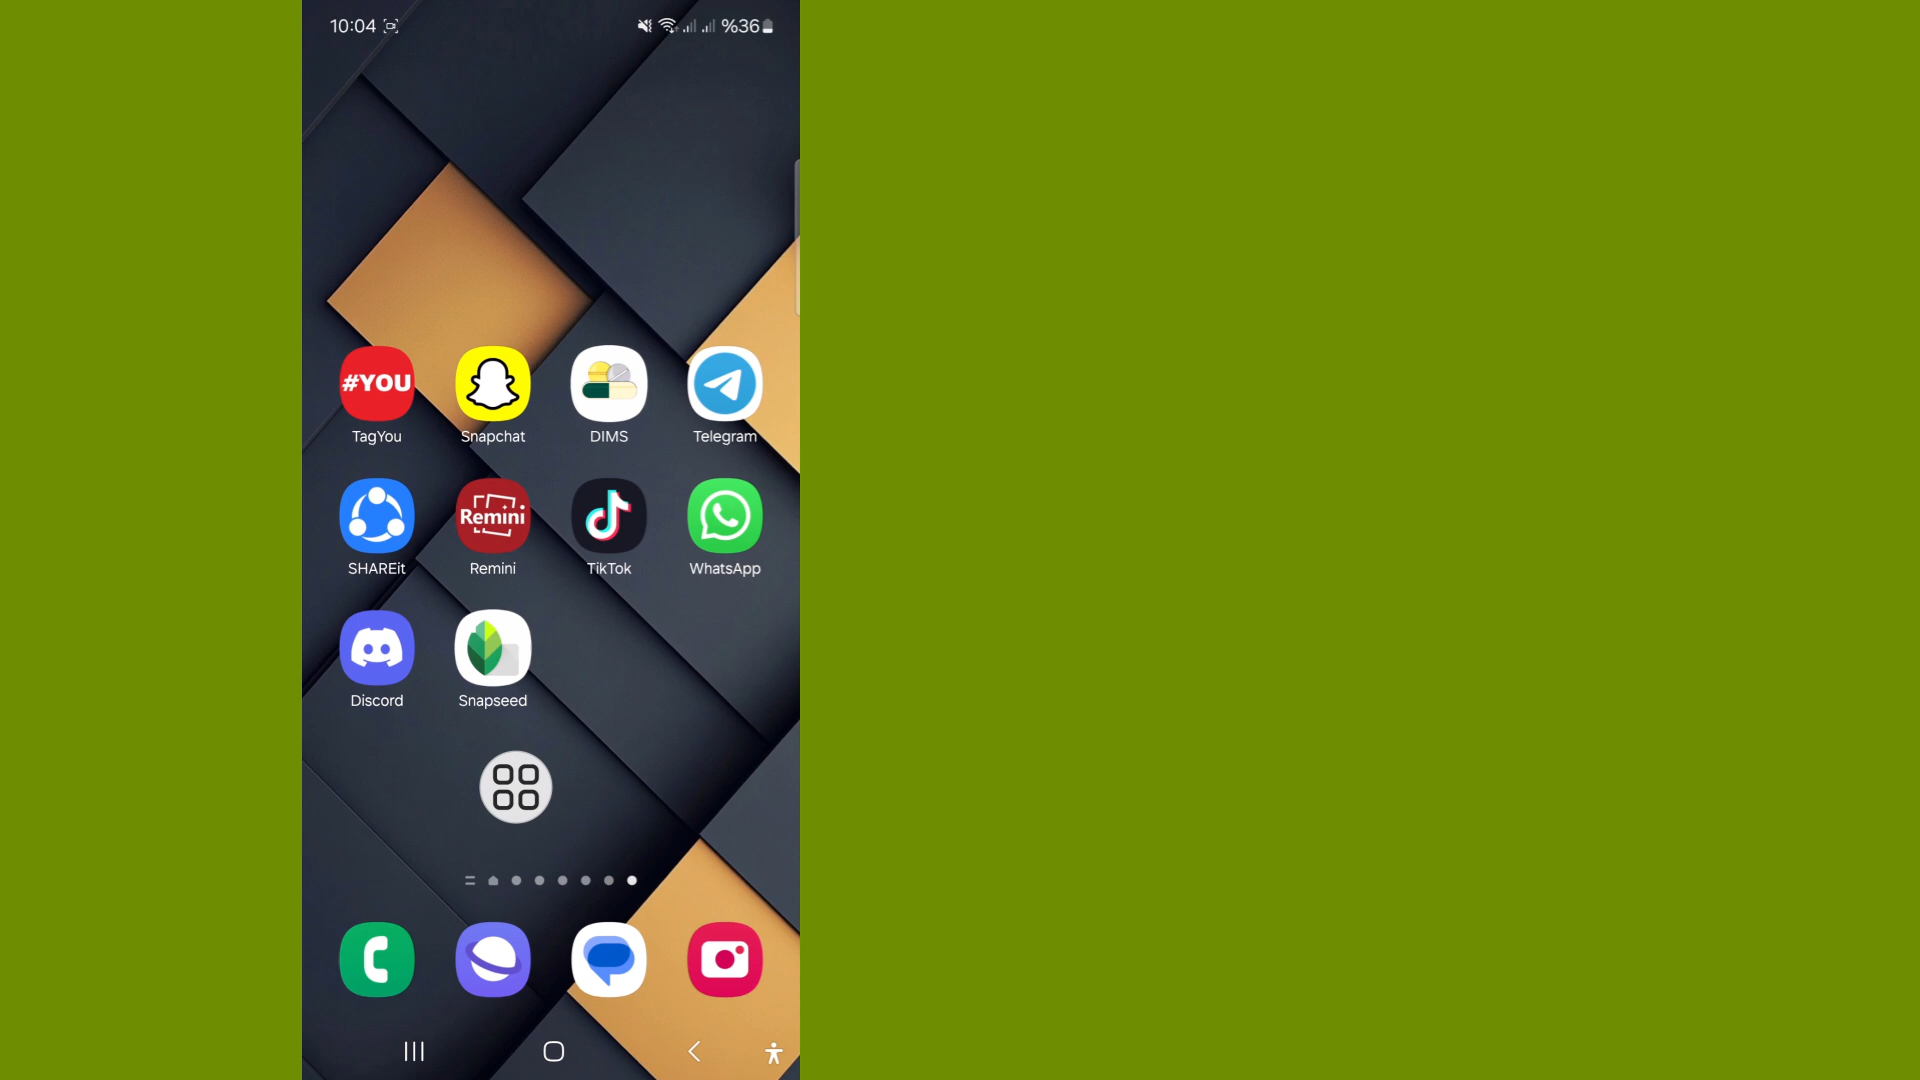 10:04
%36
#YOU
TagYou
Snapchat
DIMS
Telegram
Remini
SHAREit
Remini
TikTok
WhatsApp
Discord
Snapseed